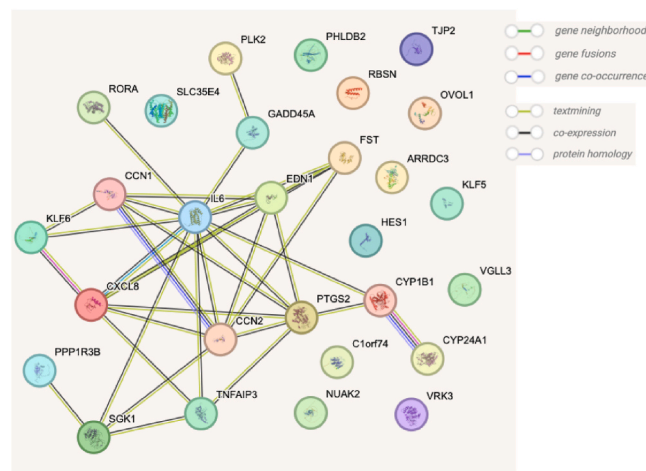 PLK2
PHLDB2
TJP2
gene neighborhood
gene fusions
gene co-occurrence
RORA
SLC35E4
RBSN
OVOL1
GADD45A
textmining
co-expression
protein homology
FST
ARRDC3
CCN1
IL6
EDN1
KLF5
KLF6
HES1
CXCL8
PTGS2
CYP1B1
VGLL3
CCN2
C1orf74
CYP24A1
PPP1R3B
TNFAIP3
NUAK2
VRK3
SGK1